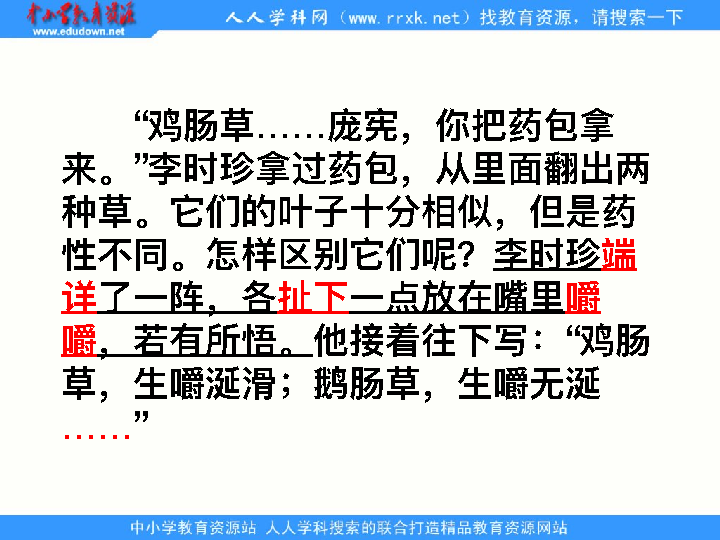 中小学教育资源
www.edudown.net
人人学科网（www.rrxk.net）找教育资源，请搜索一下
“鸡肠草……庞宪，你把药包拿
来。”李时珍拿过药包，从里面翻出两
种草。它们的叶子十分相似，但是药
性不同。怎样区别它们呢？李时珍端
详了一阵，各扯下一点放在嘴里嚼
嚼，若有所悟。他接着往下写：“鸡肠
草，生嚼涎滑；鹅肠草，生嚼无涎
……”
中小学教育资源站 人人学科搜索的联合打造精品教育资源网站